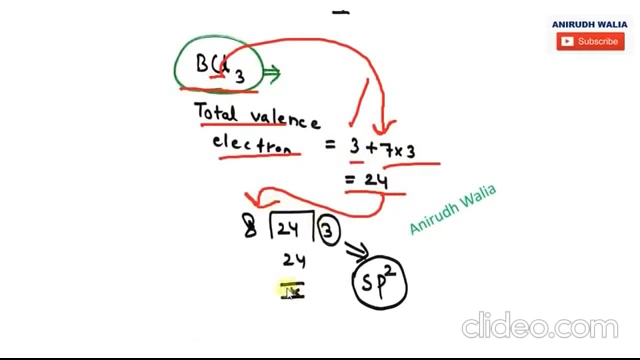 ANIRUDH WALIA
Subscribe
BCl3
Total valence
electron = 3+7×3
= 24
8 24 3
24
SP²
Anirudh Walia
clideo.com